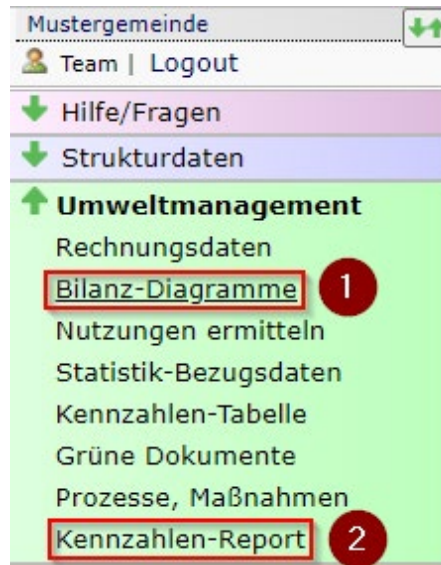 Mustergemeinde
Team | Logout
Hilfe/Fragen
Strukturdaten
Umweltmanagement
Rechnungsdaten
Bilanz-Diagramme 1
Nutzungen ermitteln
Statistik-Bezugsdaten
Kennzahlen-Tabelle
Grüne Dokumente
Prozesse, Maßnahmen
Kennzahlen-Report 2